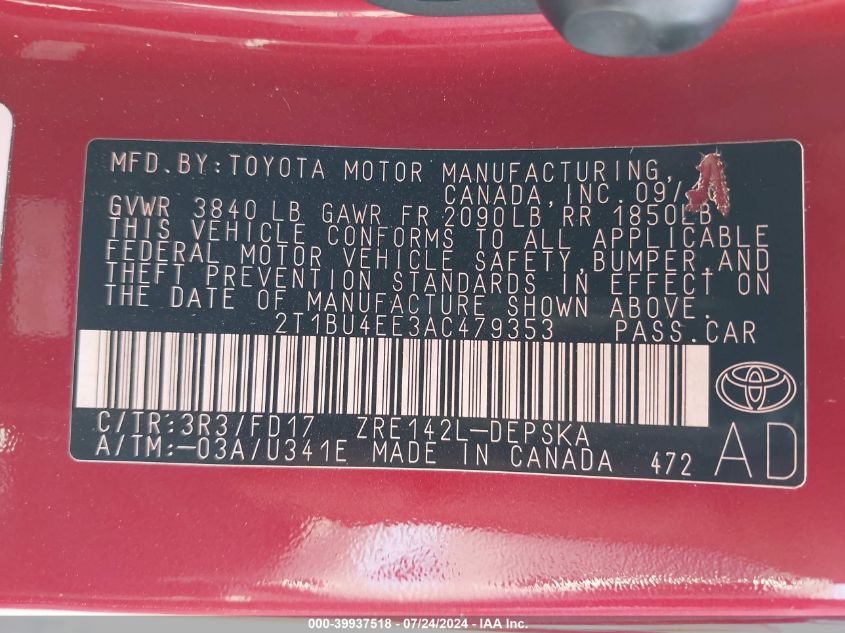 MFD.BY:TOYOTA MOTOR MANUFACTURING,
CANADA,INC. 09/
GVWR 3840 LB GAWR FR 2090LB RR 1850LB
THIS VEHICLE CONFORMS TO ALL APPLICABLE
FEDERAL MOTOR VEHICLE SAFETY,BUMPER,AND
THEFT PREVENTION STANDARDS IN EFFECT ON
THE DATE OF MANUFACTURE SHOWN ABOVE.
2T1BU4EE3AC479353 PASS.CAR
C/TR:3R3/FD17 ZRE142L-DEPSKA
A/TM:-03A/U341E MADE IN CANADA 472 AD
000-39937518 - 07/24/2024 - IAA Inc.